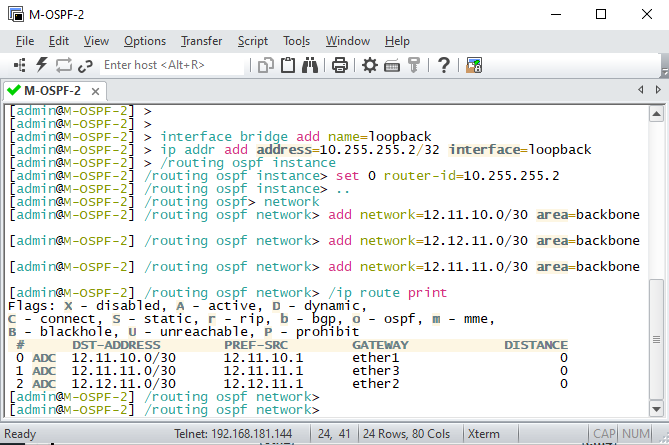 M-OSPF-2
File Edit View Options Transfer Script Tools Window Help
Enter host <Alt+R>
M-OSPF-2
[admin@M-OSPF-2] >
[admin@M-OSPF-2] >
[admin@M-OSPF-2] > interface bridge add name=loopback
[admin@M-OSPF-2] > ip addr add address=10.255.255.2/32 interface=loopback
[admin@M-OSPF-2] > /routing ospf instance
[admin@M-OSPF-2] /routing ospf instance> set 0 router-id=10.255.255.2
[admin@M-OSPF-2] /routing ospf instance> ..
[admin@M-OSPF-2] /routing ospf> network
[admin@M-OSPF-2] /routing ospf network> add network=12.11.10.0/30 area=backbone
[admin@M-OSPF-2] /routing ospf network> add network=12.12.11.0/30 area=backbone
[admin@M-OSPF-2] /routing ospf network> add network=12.11.11.0/30 area=backbone
[admin@M-OSPF-2] /routing ospf network> /ip route print
Flags: X - disabled, A - active, D - dynamic,
C - connect, S - static, r - rip, b - bgp, o - ospf, m - mme,
B - blackhole, U - unreachable, P - prohibit
# DST-ADDRESS PREF-SRC GATEWAY DISTANCE
0 ADC 12.11.10.0/30 12.11.10.1 ether1 0
1 ADC 12.11.11.0/30 12.11.11.1 ether3 0
2 ADC 12.12.11.0/30 12.12.11.1 ether2 0
[admin@M-OSPF-2] /routing ospf network>
[admin@M-OSPF-2] /routing ospf network>
Ready Telnet: 192.168.181.144 24, 41 24 Rows, 80 Cols Xterm CAP NUM